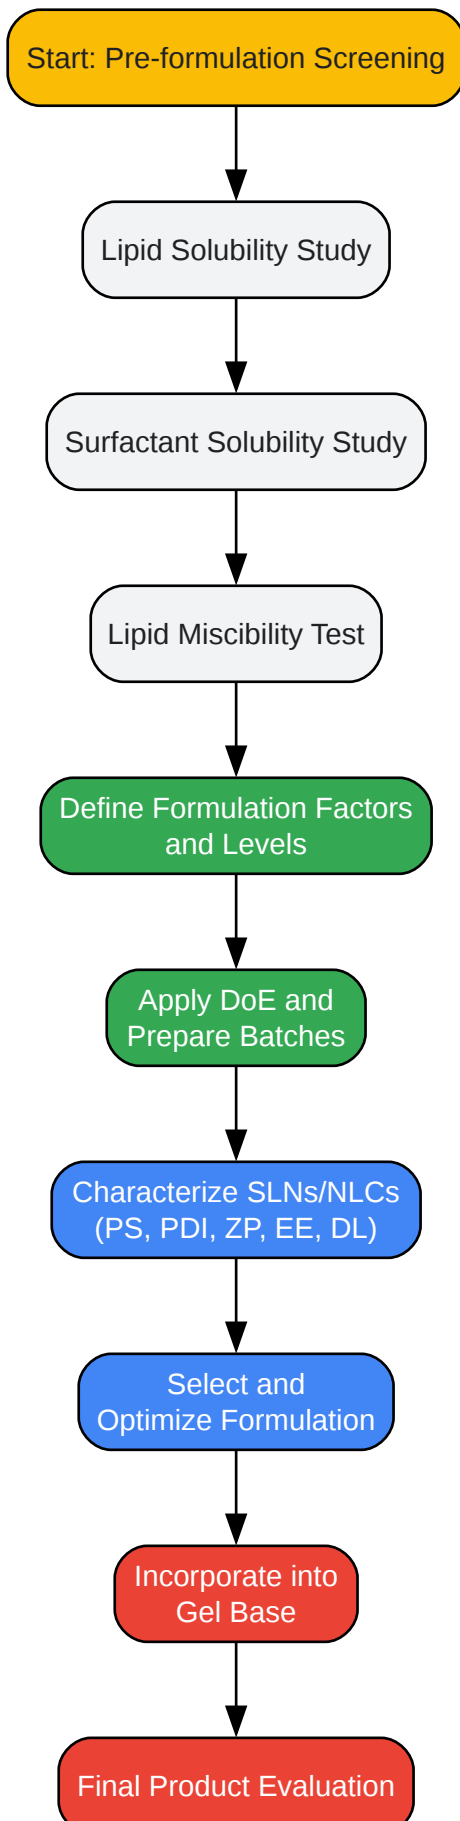 Start: Pre-formulation Screening
Lipid Solubility Study
Surfactant Solubility Study
Lipid Miscibility Test
Define Formulation Factors
and Levels
Apply DoE and
Prepare Batches
Characterize SLNs/NLCs
(PS, PDI, ZP, EE, DL)
Select and
Optimize Formulation
Incorporate into
Gel Base
Final Product Evaluation